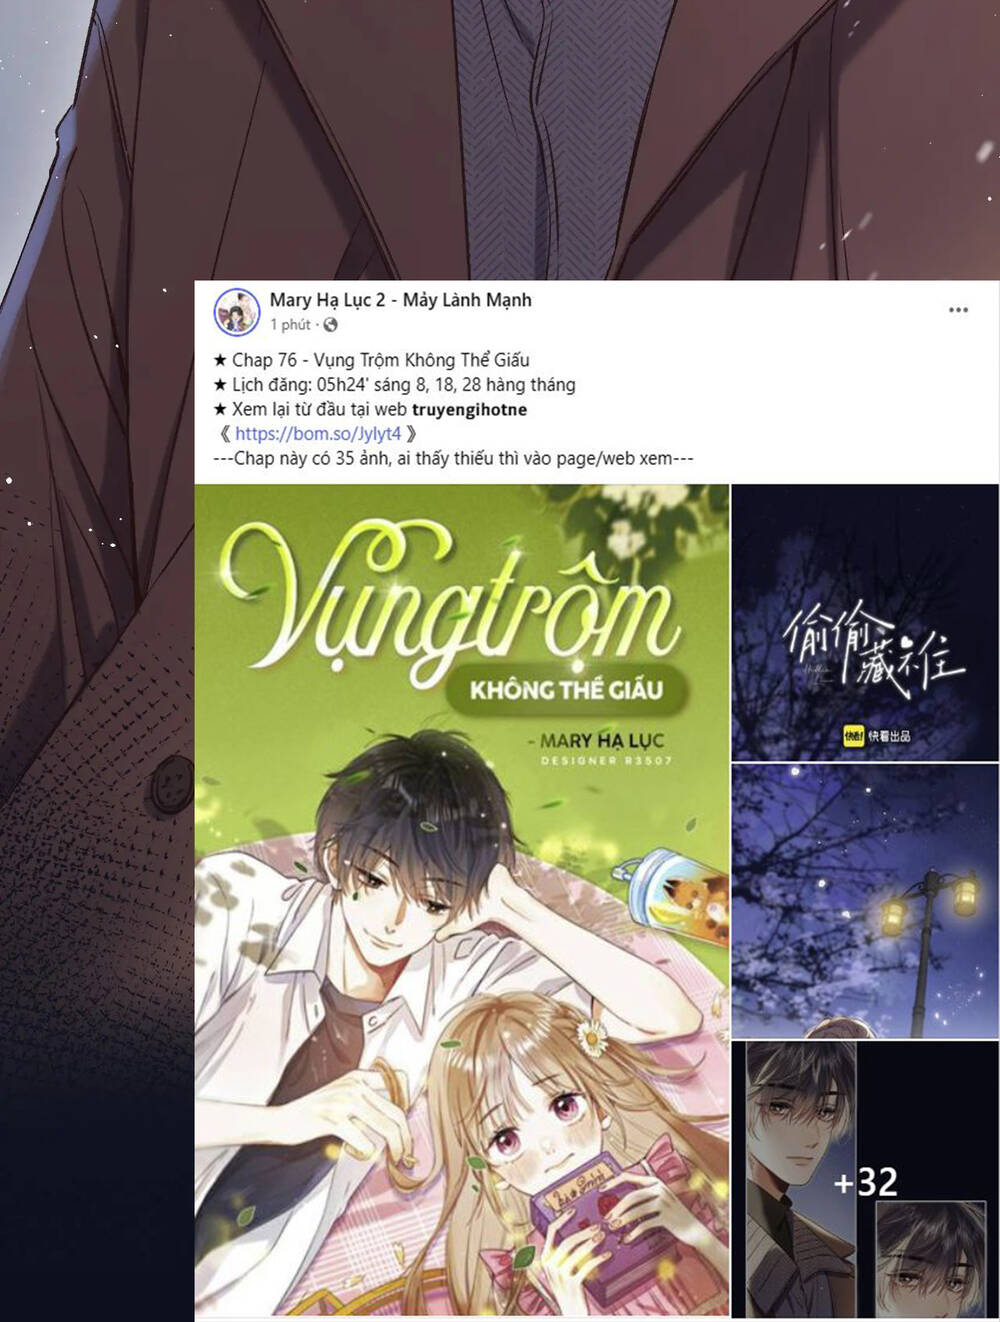 Mary Hạ Lục 2 - Mảy Lành Mạnh
1 phút ·
★ Chap 76 - Vụng Trộm Không Thể Giấu
★ Lịch đăng: 05h24' sáng 8, 18, 28 hàng tháng
★ Xem lại từ đầu tại web truyengihotne
《 https://bom.so/Jylyt4 》
---Chap này có 35 ảnh, ai thấy thiếu thì vào page/web xem---
Vụng trộm
KHÔNG THỂ GIẤU
- MARY HẠ LỤC
DESIGNER R3507
偷偷
藏不住
快看! 快看出品
+32